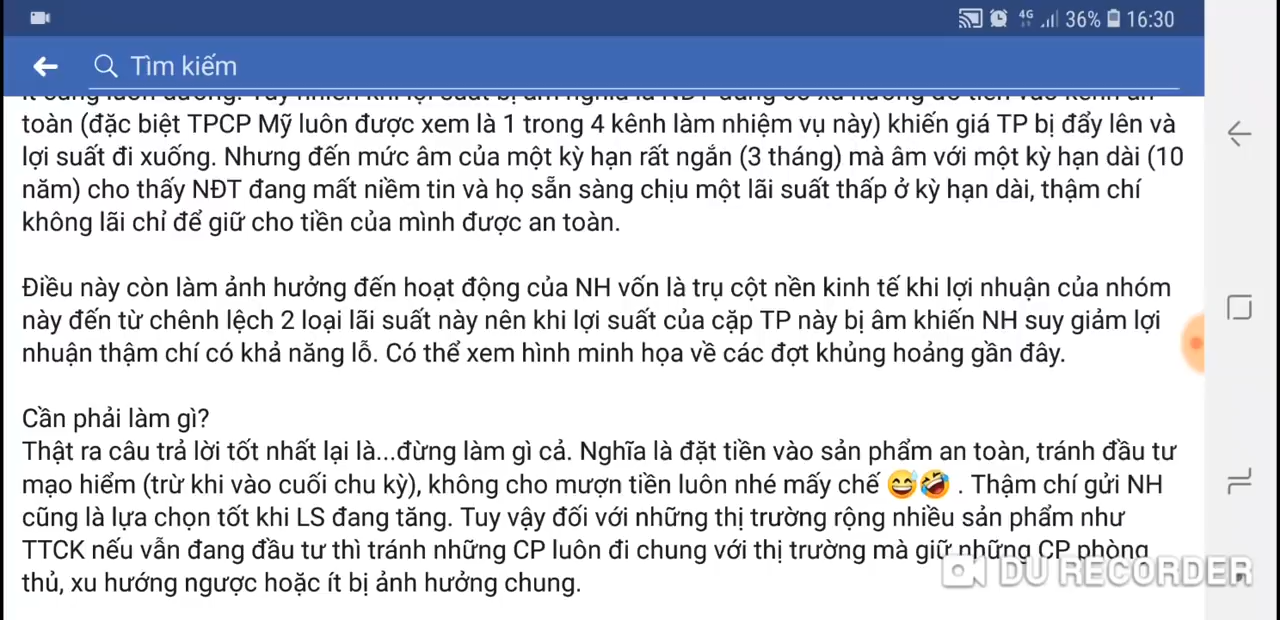 4G 36% 16:30
Tìm kiếm
toàn (đặc biệt TPCP Mỹ luôn được xem là 1 trong 4 kênh làm nhiệm vụ này) khiến giá TP bị đẩy lên và
lợi suất đi xuống. Nhưng đến mức âm của một kỳ hạn rất ngắn (3 tháng) mà âm với một kỳ hạn dài (10
năm) cho thấy NĐT đang mất niềm tin và họ sẵn sàng chịu một lãi suất thấp ở kỳ hạn dài, thậm chí
không lãi chỉ để giữ cho tiền của mình được an toàn.
Điều này còn làm ảnh hưởng đến hoạt động của NH vốn là trụ cột nền kinh tế khi lợi nhuận của nhóm
này đến từ chênh lệch 2 loại lãi suất này nên khi lợi suất của cặp TP này bị âm khiến NH suy giảm lợi
nhuận thậm chí có khả năng lỗ. Có thể xem hình minh họa về các đợt khủng hoảng gần đây.
Cần phải làm gì?
Thật ra câu trả lời tốt nhất lại là...đừng làm gì cả. Nghĩa là đặt tiền vào sản phẩm an toàn, tránh đầu tư
mạo hiểm (trừ khi vào cuối chu kỳ), không cho mượn tiền luôn nhé mấy chế 😅🤣 . Thậm chí gửi NH
cũng là lựa chọn tốt khi LS đang tăng. Tuy vậy đối với những thị trường rộng nhiều sản phẩm như
TTCK nếu vẫn đang đầu tư thì tránh những CP luôn đi chung với thị trường mà giữ những CP phòng
thủ, xu hướng ngược hoặc ít bị ảnh hưởng chung.
DU RECORDER